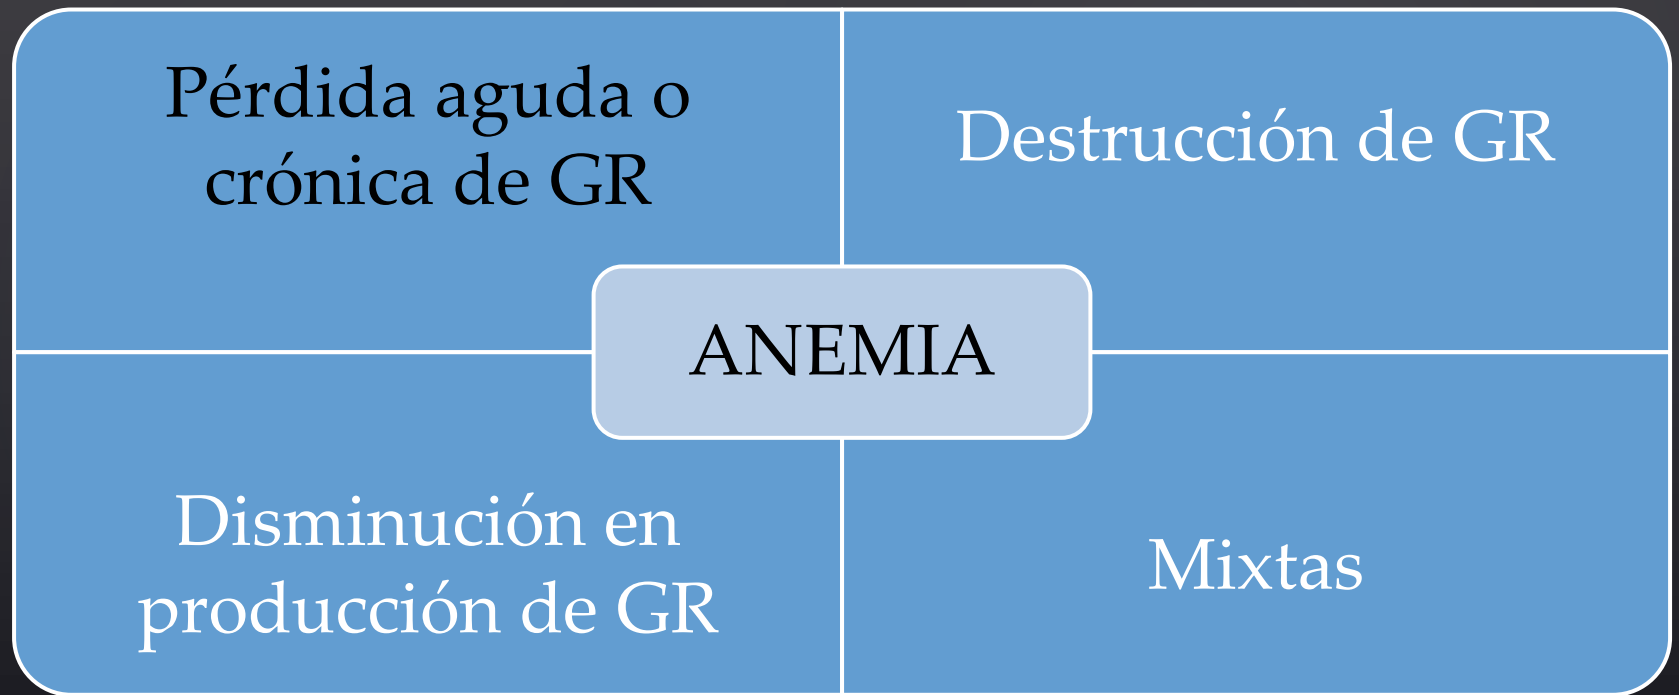 Pérdida aguda o
crónica de GR
Destrucción de GR
ANEMIA
Disminución en
producción de GR
Mixtas